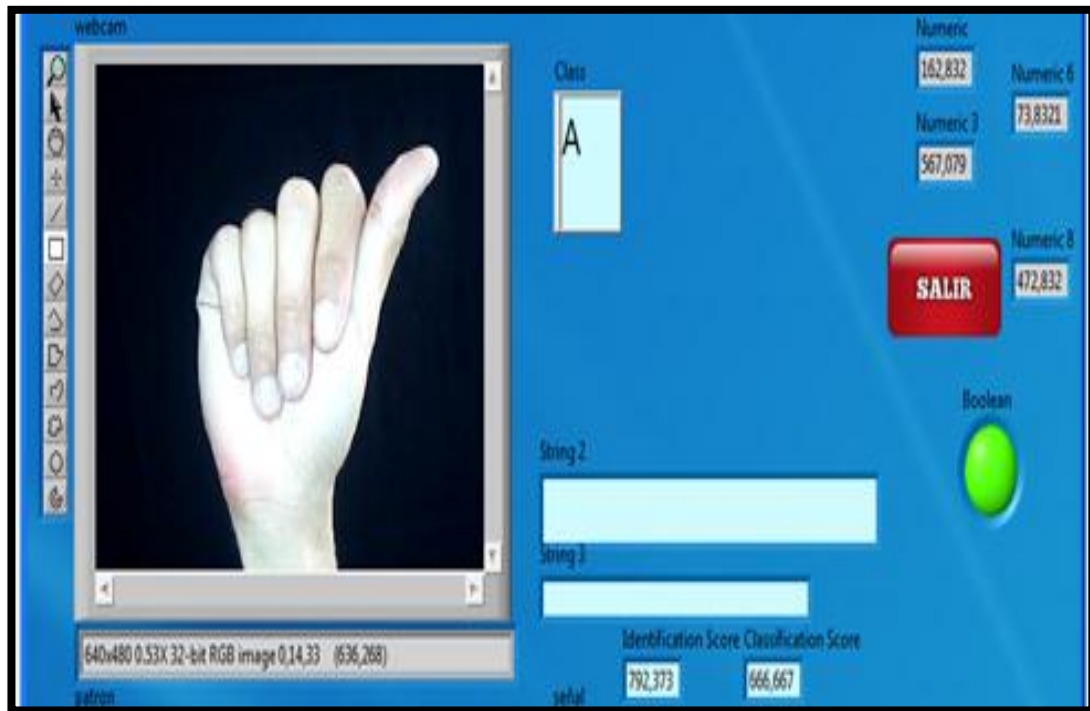 webcam
Class
A
Numeric
162,832
Numeric 6
73,8321
Numeric 3
567,079
Numeric 8
472,832
SALIR
Boolean
String 2
String 3
Identification Score Classification Score
792,373 666,667
640x480 0.53X 32-bit RGB image 0,14,33 (636,268)
patron
señal